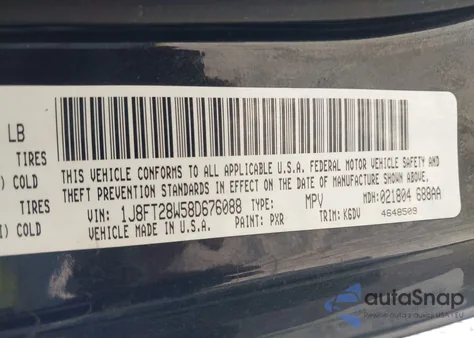 LB
TIRES
) COLD
TIRES
I) COLD
THIS VEHICLE CONFORMS TO ALL APPLICABLE U.S.A. FEDERAL MOTOR VEHICLE SAFETY AND
THEFT PREVENTION STANDARDS IN EFFECT ON THE DATE OF MANUFACTURE SHOWN ABOVE.
VIN: 1J8FT28W58D676088 TYPE: MPV MDH: 021804 688AA
VEHICLE MADE IN U.S.A. PAINT: PXR TRIM: K6DV 4648509
autoSnap